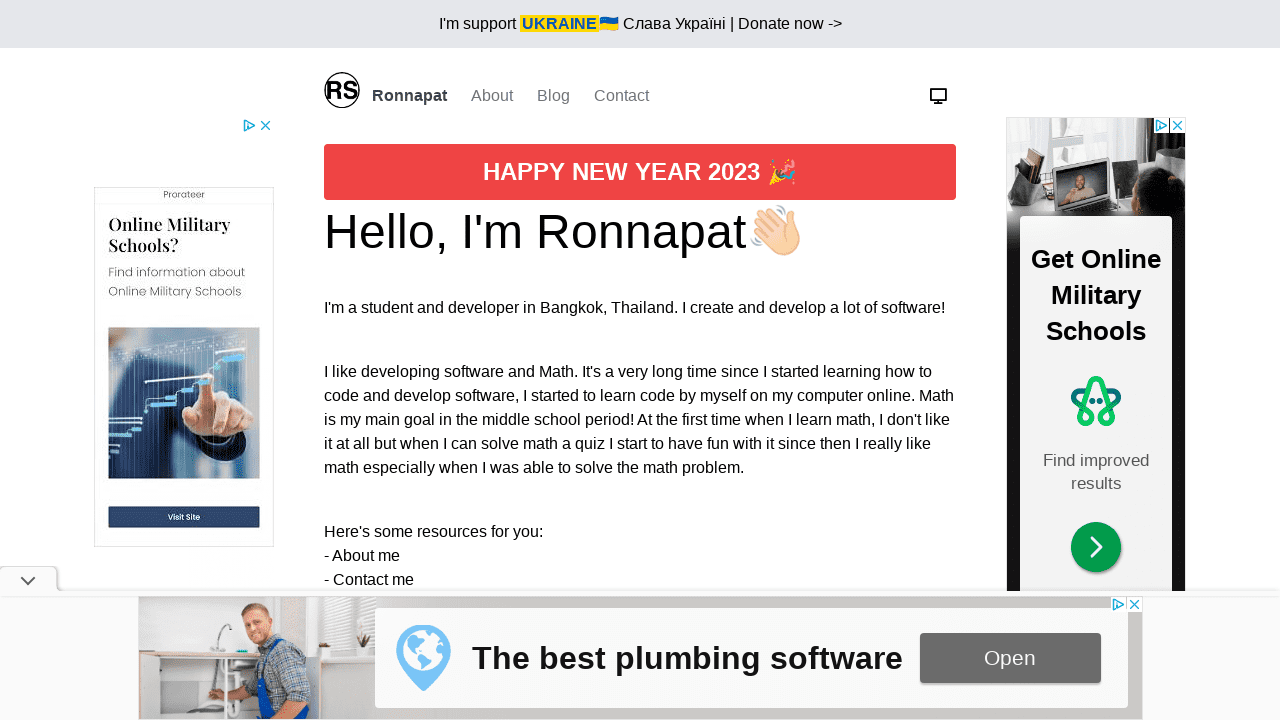 I'm support UKRAINE🇺🇦 Слава Україні | Donate now ->
RS Ronnapat About Blog Contact
HAPPY NEW YEAR 2023 🎉
Hello, I'm Ronnapat👋🏻
I'm a student and developer in Bangkok, Thailand. I create and develop a lot of software!
I like developing software and Math. It's a very long time since I started learning how to
code and develop software, I started to learn code by myself on my computer online. Math
is my main goal in the middle school period! At the first time when I learn math, I don't like
it at all but when I can solve math a quiz I start to have fun with it since then I really like
math especially when I was able to solve the math problem.
Here's some resources for you:
- About me
- Contact me
Prorateer
Online Military
Schools?
Find information about
Online Military Schools
Visit Site
Get Online
Military
Schools
Find improved
results
The best plumbing software
Open